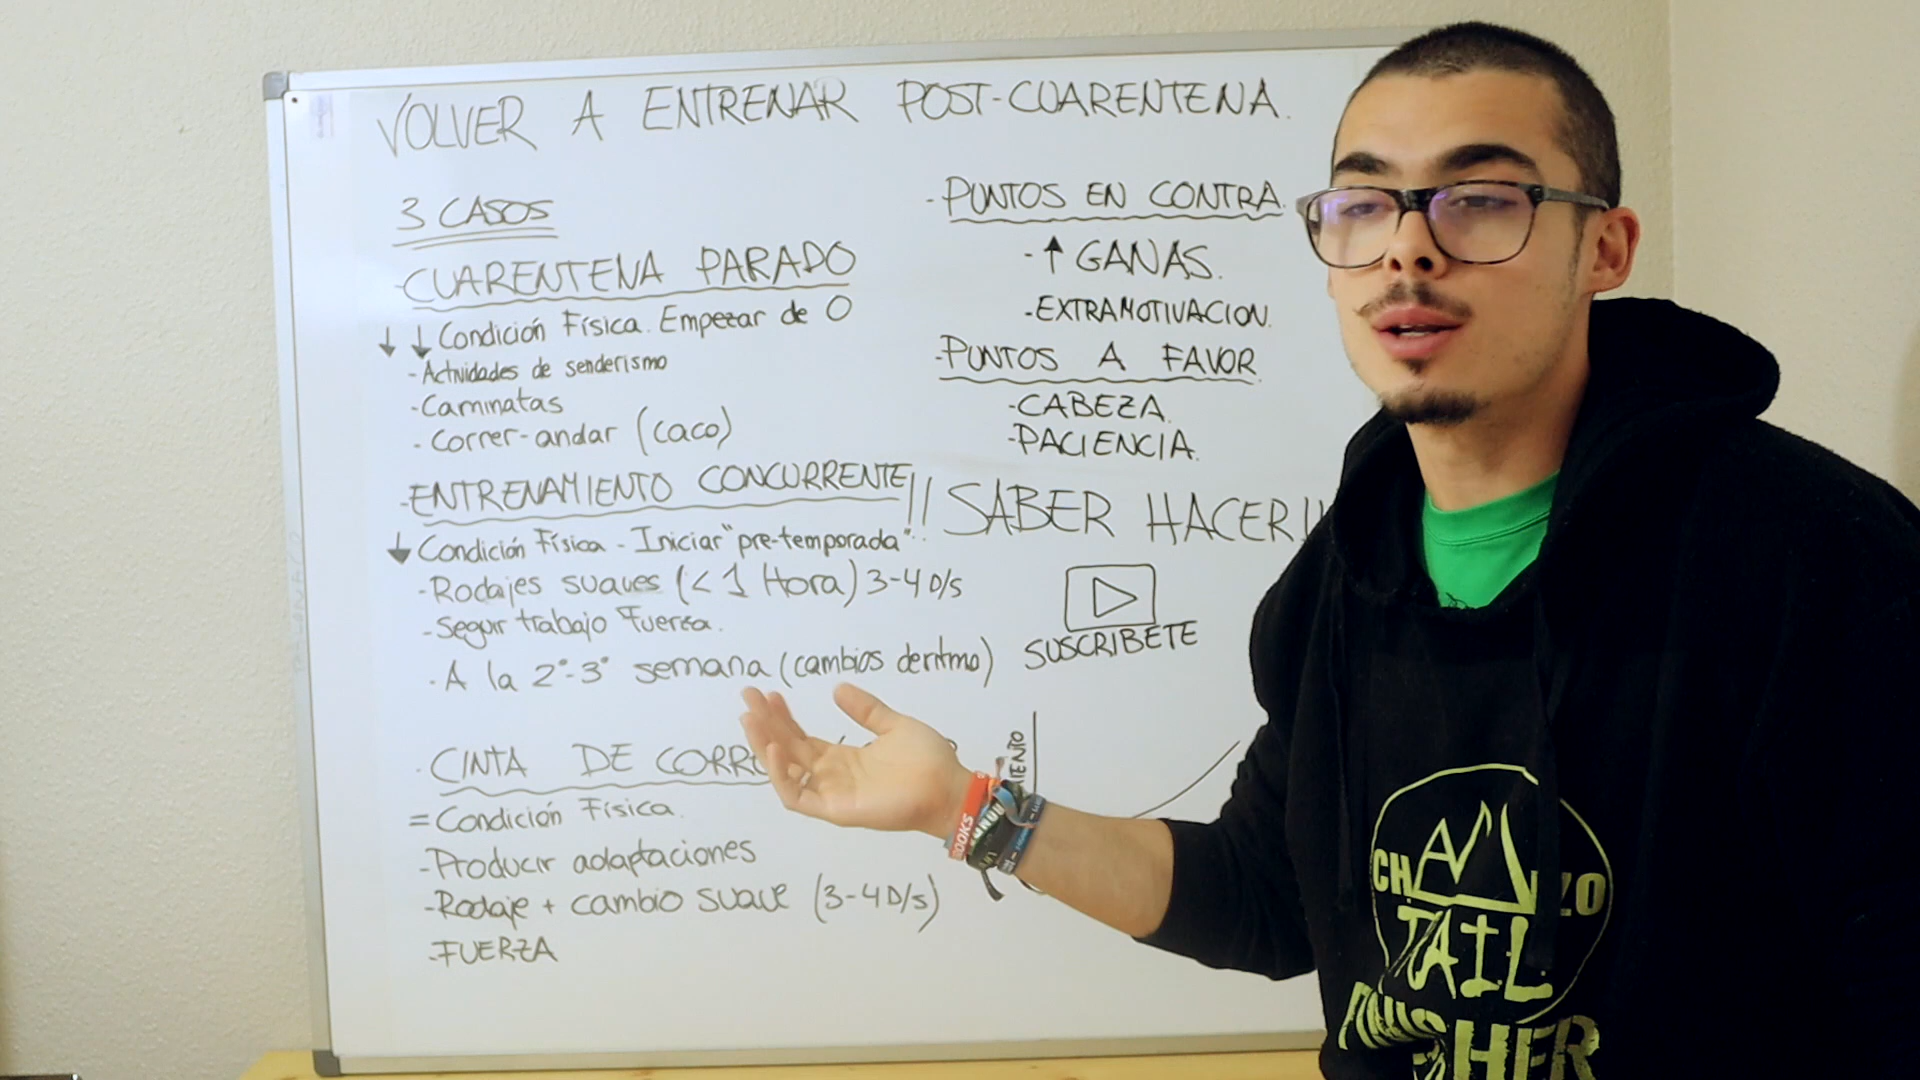 VOLVER A ENTRENAR POST-CUARENTENA.
3 CASOS
-CUARENTENA PARADO
↓↓ Condición Física. Empezar de 0
-Actividades de senderismo
-Caminatas
-Correr-andar (caco)
-ENTRENAMIENTO CONCURRENTE
↓ Condición Física - Iniciar "pre-temporada"
-Rodajes suaves (<1 Hora) 3-4 D/s
-Seguir trabajo Fuerza.
-A la 2ª-3ª semana (cambios de ritmo)
-CINTA DE
= Condición Física.
-Producir adaptaciones
-Rodaje + cambio suave (3-4D/s)
-FUERZA
-PUNTOS EN CONTRA.
-↑ GANAS.
-EXTRAMOTIVACION.
-PUNTOS A FAVOR.
-CABEZA.
-PACIENCIA.
!!SABER HACER!!
SUSCRIBETE
TRAIL
FINISHER